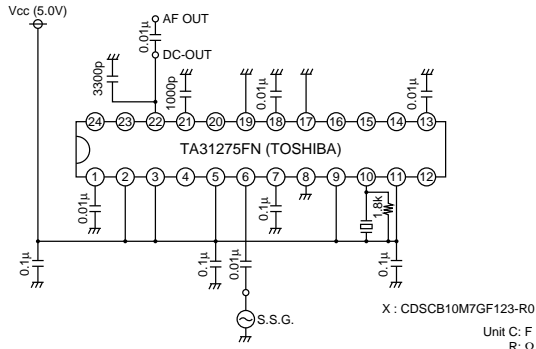 Vcc (5.0V)
AF OUT
0.01μ
DC-OUT
3300p
1000p
0.01μ
0.01μ
24 23 22 21 20 19 18 17 16 15 14 13
TA31275FN (TOSHIBA)
1 2 3 4 5 6 7 8 9 10 11 12
0.01μ
0.1μ
1.8k
0.1μ
0.1μ
0.01μ
0.1μ
S.S.G.
X : CDSCB10M7GF123-R0
Unit C: F
R: Ω